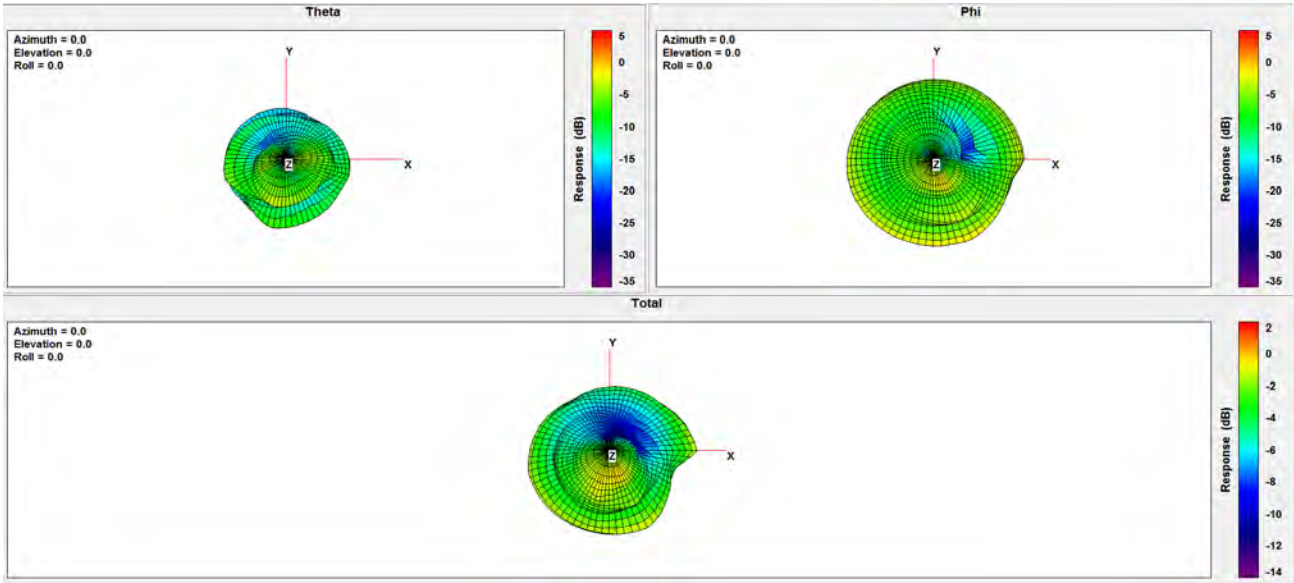 Theta
Azimuth = 0.0
Elevation = 0.0
Roll = 0.0
Y
X
Z
5
0
-5
-10
-15
-20
-25
-30
-35
Response (dB)
Phi
Azimuth = 0.0
Elevation = 0.0
Roll = 0.0
Y
X
Z
5
0
-5
-10
-15
-20
-25
-30
-35
Response (dB)
Total
Azimuth = 0.0
Elevation = 0.0
Roll = 0.0
Y
X
Z
2
0
-2
-4
-6
-8
-10
-12
-14
Response (dB)